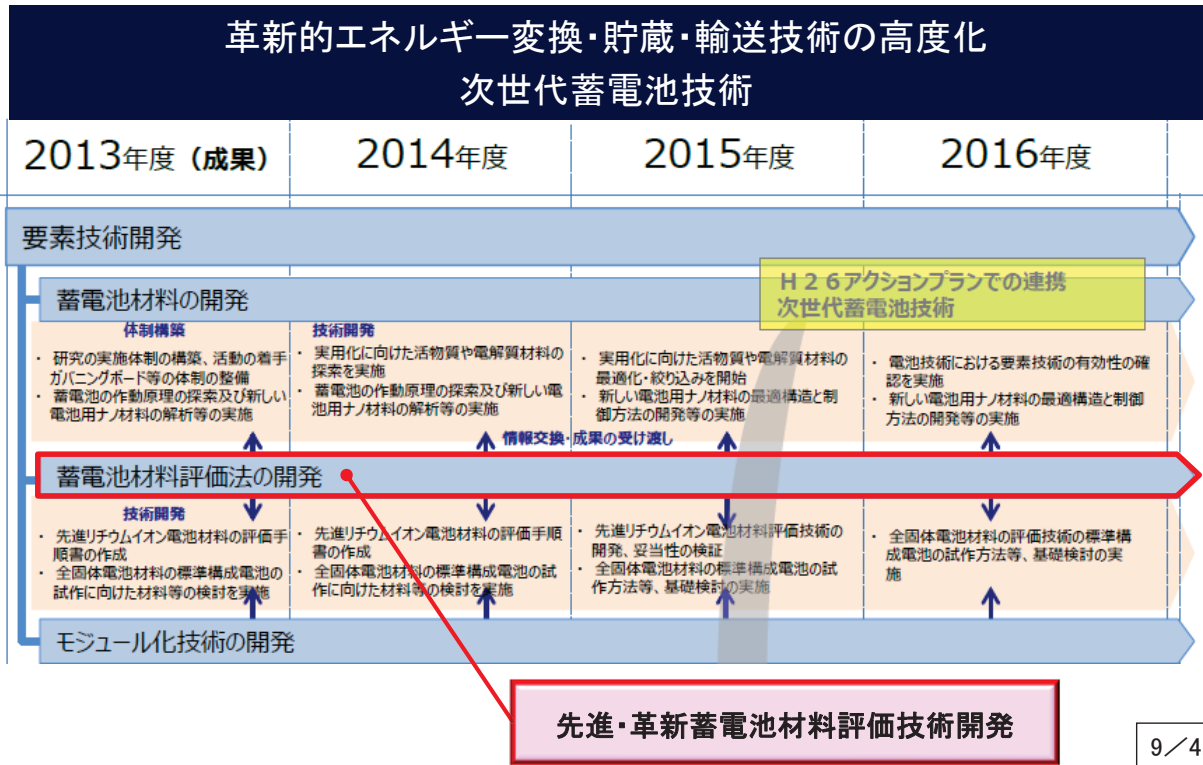 革新的エネルギー変換・貯蔵・輸送技術の高度化
次世代蓄電池技術
2013年度（成果）
2014年度
2015年度
2016年度
要素技術開発
H26アクションプランでの連携
次世代蓄電池技術
蓄電池材料の開発
体制構築
・ 研究の実施体制の構築、活動の着手
ガバニングボード等の体制の整備
・ 蓄電池の作動原理の探索及び新しい
電池用ナノ材料の解析等の実施
技術開発
・ 実用化に向けた活物質や電解質材料の
探索を実施
・ 蓄電池の作動原理の探索及び新しい電
池用ナノ材料の解析等の実施
・ 実用化に向けた活物質や電解質材料の
最適化・絞り込みを開始
・ 新しい電池用ナノ材料の最適構造と制
御方法の開発等の実施
・ 電池技術における要素技術の有効性の確
認を実施
・ 新しい電池用ナノ材料の最適構造と制御
方法の開発等の実施
情報交換・成果の受け渡し
蓄電池材料評価法の開発
技術開発
・ 先進リチウムイオン電池材料の評価手
順書の作成
・ 全固体電池材料の標準構成電池の
試作に向けた材料等の検討を実施
・ 先進リチウムイオン電池材料の評価手順
書の作成
・ 全固体電池材料の標準構成電池の試
作に向けた材料等の検討を実施
・ 先進リチウムイオン電池材料評価技術の
開発、妥当性の検証
・ 全固体電池材料の標準構成電池の試
作方法等、基礎検討の実施
・ 全固体電池材料の評価技術の標準構
成電池の試作方法等、基礎検討の実
施
モジュール化技術の開発
先進・革新蓄電池材料評価技術開発
9／4